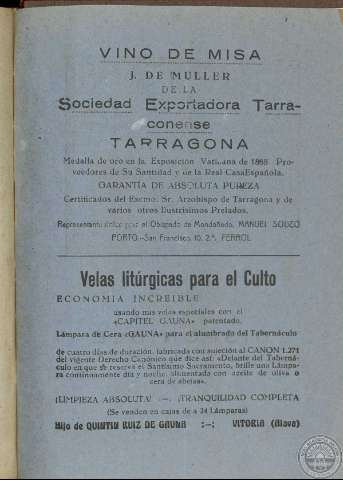 VINO DE MISA
J. DE MULLER
DE LA
Sociedad Exportadora Tarra-
conense
TARRAGONA
Medalla de oro en la Exposición Vaticana de 1888 Pro-
veedores de Su Santidad y de la Real Casa Española.
GARANTÍA DE ABSOLUTA PUREZA
Certificados del Excmo. Sr. Arzobispo de Tarragona y de
varios otros Ilustrísimos Prelados.
Representante único para el Obispado de Mondoñedo, MANUEL SOUZO
PORTO.-San Francisco, 10, 2.º, FERROL
Velas litúrgicas para el Culto
ECONOMIA INCREIBLE
usando mis velas especiales con el
«CAPITEL GAUNA» patentado.
Lámpara de Cera «GAUNA» para el alumbrado del Tabernáculo
de cuatro días de duración, fabricada con sujeción al CANON 1.271
del vigente Derecho Canónico que dice así: «Delante del Taberná-
culo en que se reserva el Santísimo Sacramento, brille una Lámpa-
ra continuamente día y noche, alimentada con aceite de oliva o
cera de abejas».
¡LIMPIEZA ABSOLUTA! :—: ¡TRANQUILIDAD COMPLETA
(Se venden en cajas de a 24 Lámparas)
Hijo de QUINTIN RUIZ DE GAUNA :—: VITORIA (Alava)